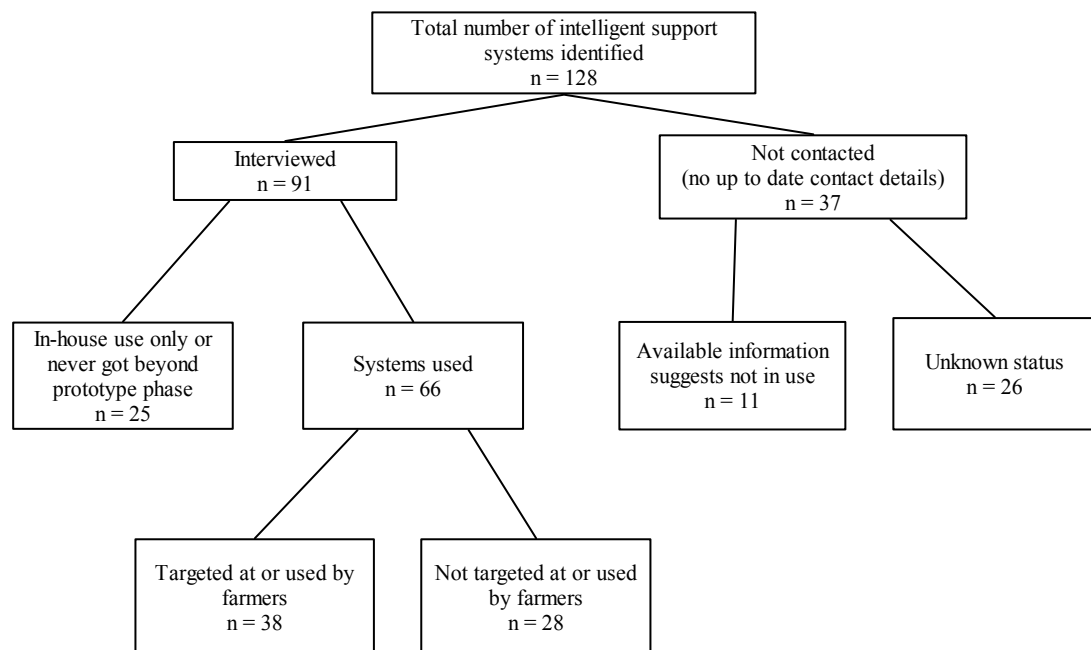 Total number of intelligent support
systems identified
n = 128
Interviewed
n = 91
Not contacted
(no up to date contact details)
n = 37
In-house use only or
never got beyond
prototype phase
n = 25
Systems used
n = 66
Available information
suggests not in use
n = 11
Unknown status
n = 26
Targeted at or used by
farmers
n = 38
Not targeted at or used
by farmers
n = 28